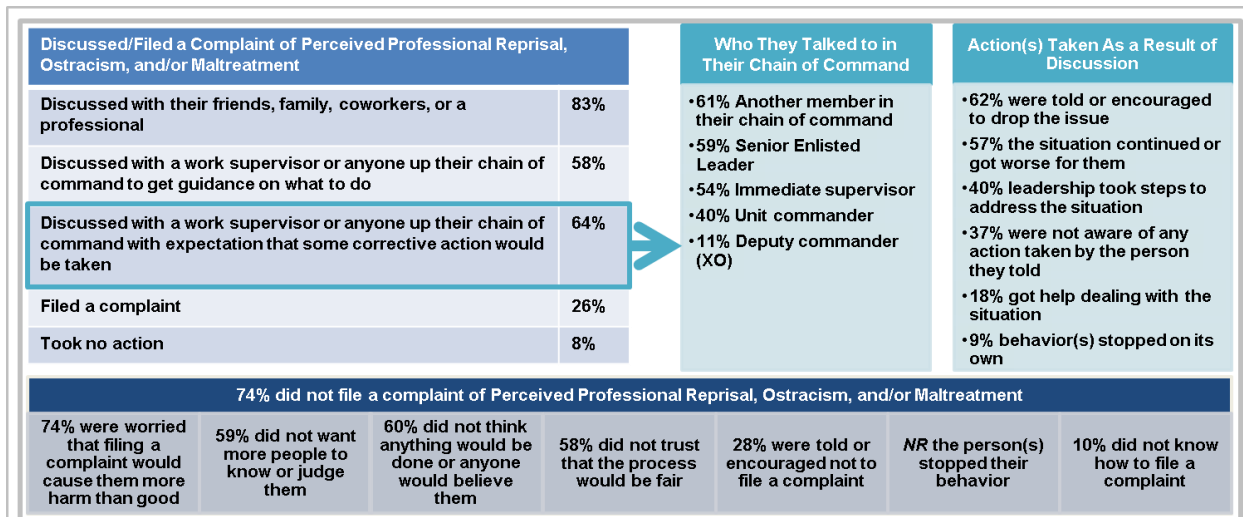 Discussed/Filed a Complaint of Perceived Professional Reprisal,
Ostracism, and/or Maltreatment
Discussed with their friends, family, coworkers, or a
professional
83%
Discussed with a work supervisor or anyone up their chain of
command to get guidance on what to do
58%
Discussed with a work supervisor or anyone up their chain of
command with expectation that some corrective action would
be taken
64%
Filed a complaint
26%
Took no action
8%
Who They Talked to in
Their Chain of Command
•61% Another member in
their chain of command
•59% Senior Enlisted
Leader
•54% Immediate supervisor
•40% Unit commander
•11% Deputy commander
(XO)
Action(s) Taken As a Result of
Discussion
•62% were told or encouraged
to drop the issue
•57% the situation continued or
got worse for them
•40% leadership took steps to
address the situation
•37% were not aware of any
action taken by the person
they told
•18% got help dealing with the
situation
•9% behavior(s) stopped on its
own
74% did not file a complaint of Perceived Professional Reprisal, Ostracism, and/or Maltreatment
74% were worried
that filing a
complaint would
cause them more
harm than good
59% did not want
more people to
know or judge
them
60% did not think
anything would be
done or anyone
would believe
them
58% did not trust
that the process
would be fair
28% were told or
encouraged not to
file a complaint
NR the person(s)
stopped their
behavior
10% did not know
how to file a
complaint